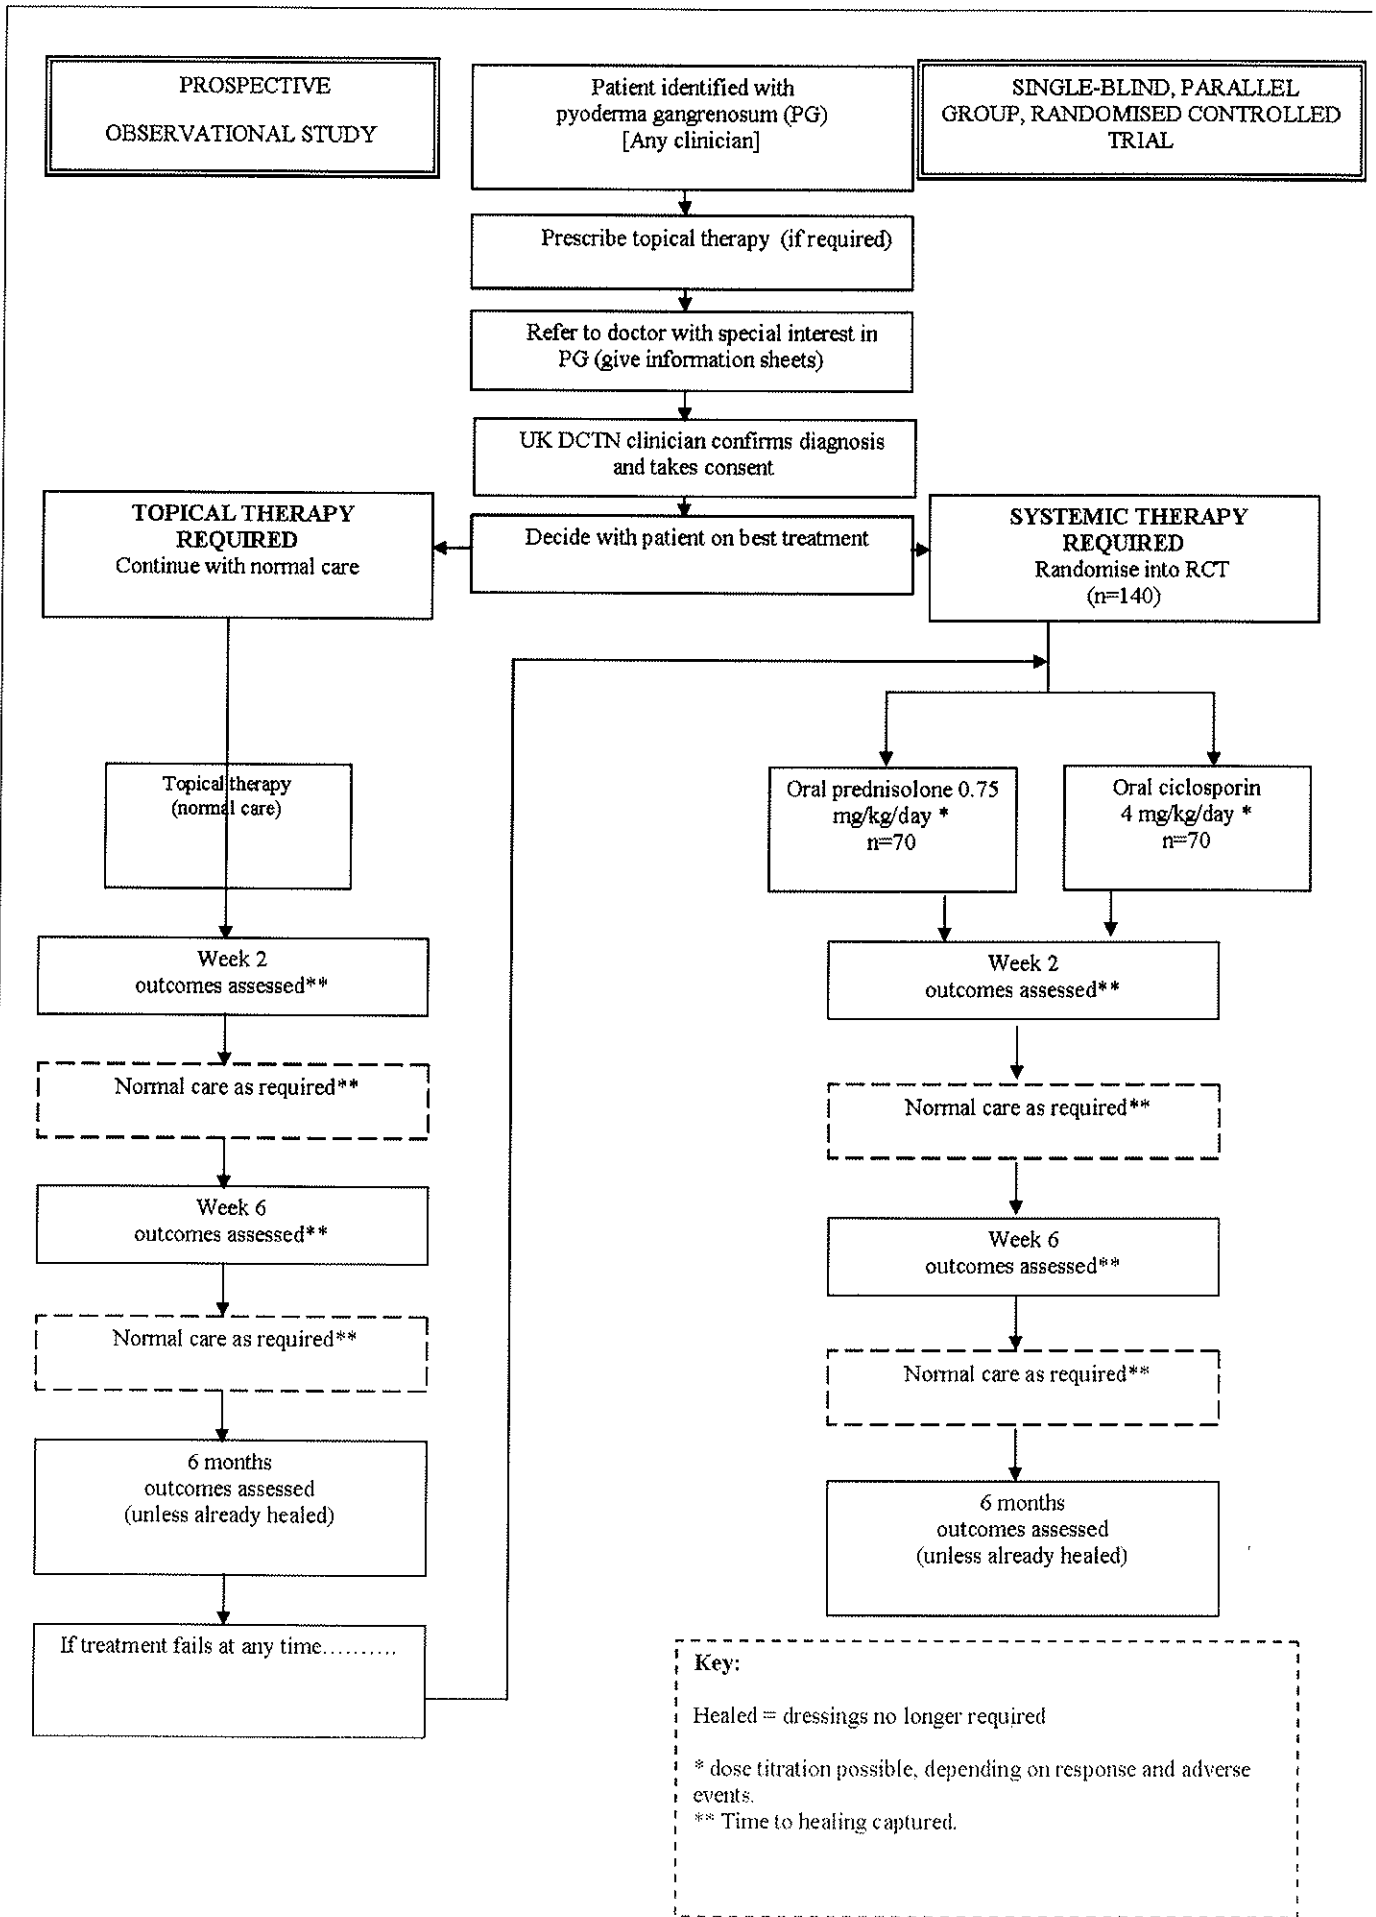 PROSPECTIVE
OBSERVATIONAL STUDY
Patient identified with
pyoderma gangrenosum (PG)
[Any clinician]
SINGLE-BLIND, PARALLEL
GROUP, RANDOMISED CONTROLLED
TRIAL
Prescribe topical therapy (if required)
Refer to doctor with special interest in
PG (give information sheets)
UK DCTN clinician confirms diagnosis
and takes consent
TOPICAL THERAPY
REQUIRED
Continue with normal care
Decide with patient on best treatment
SYSTEMIC THERAPY
REQUIRED
Randomise into RCT
(n=140)
Topical therapy
(normal care)
Oral prednisolone 0.75
mg/kg/day *
n=70
Oral ciclosporin
4 mg/kg/day *
n=70
Week 2
outcomes assessed**
Normal care as required**
Week 6
outcomes assessed**
Normal care as required**
6 months
outcomes assessed
(unless already healed)
If treatment fails at any time..........
Week 2
outcomes assessed**
Normal care as required**
Week 6
outcomes assessed**
Normal care as required**
6 months
outcomes assessed
(unless already healed)
Key:
Healed = dressings no longer required
* dose titration possible, depending on response and adverse
events.
** Time to healing captured.